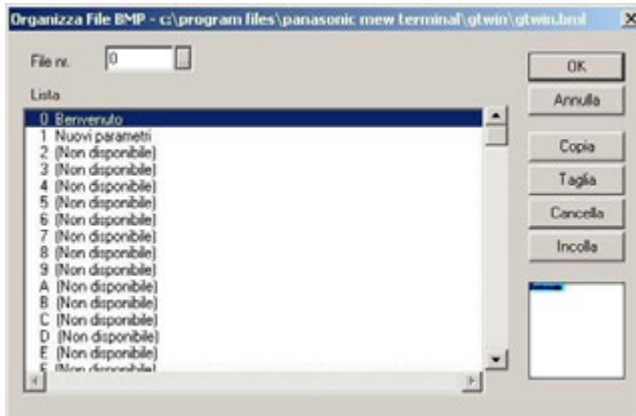 Organizza File BMP - c:\program files\panasonic mew terminal\gtwin\gtwin.bml
File nr.
0
...
OK
Lista
Annulla
0 Benvenuto
1 Nuovi parametri
2 (Non disponibile)
3 (Non disponibile)
4 (Non disponibile)
5 (Non disponibile)
6 (Non disponibile)
7 (Non disponibile)
8 (Non disponibile)
9 (Non disponibile)
A (Non disponibile)
B (Non disponibile)
C (Non disponibile)
D (Non disponibile)
E (Non disponibile)
F (Non disponibile)
Copia
Taglia
Cancella
Incolla